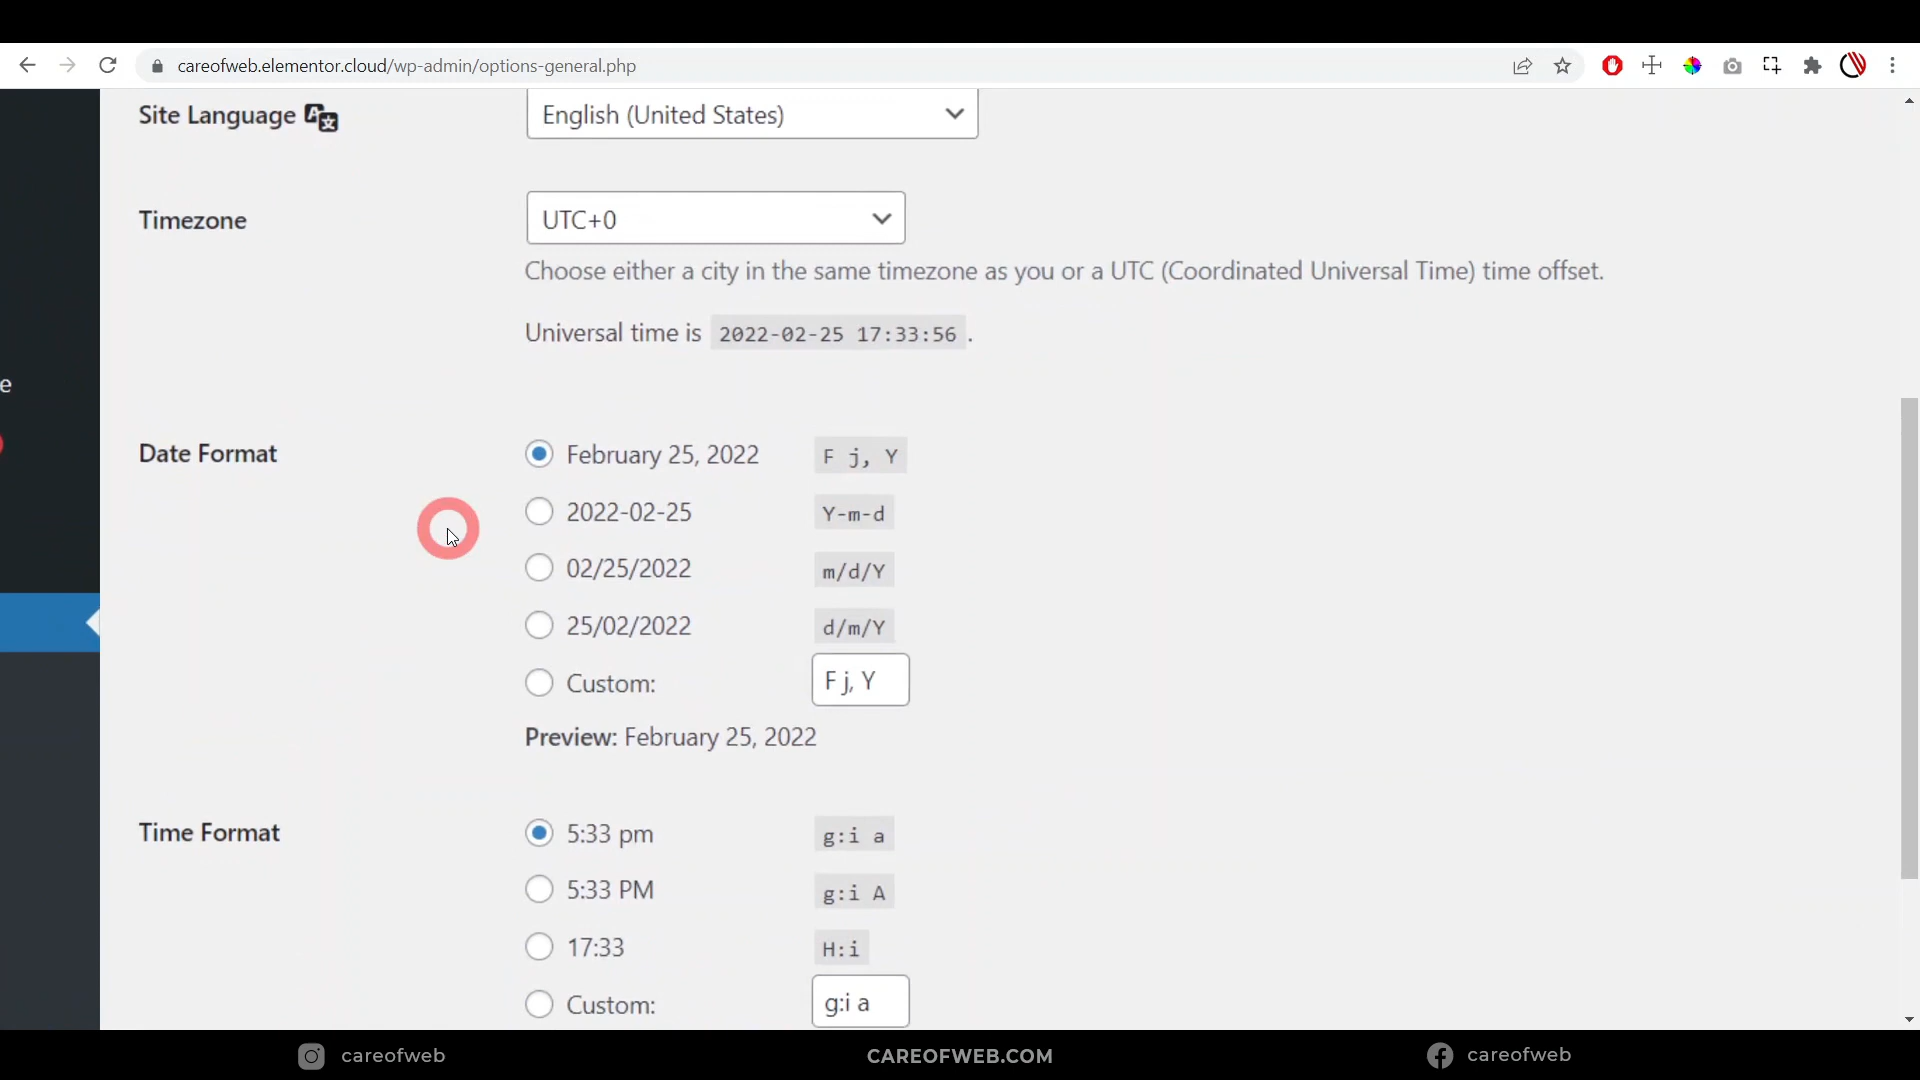 careofweb.elementor.cloud/wp-admin/options-general.php
Site Language
English (United States)
Timezone
UTC+0
Choose either a city in the same timezone as you or a UTC (Coordinated Universal Time) time offset.
Universal time is 2022-02-25 17:33:56 .
e
Date Format
February 25, 2022 F j, Y
2022-02-25 Y-m-d
02/25/2022 m/d/Y
25/02/2022 d/m/Y
Custom: F j, Y
Preview: February 25, 2022
Time Format
5:33 pm g:i a
5:33 PM g:i A
17:33 H:i
Custom: g:i a
careofweb CAREOFWEB.COM careofweb